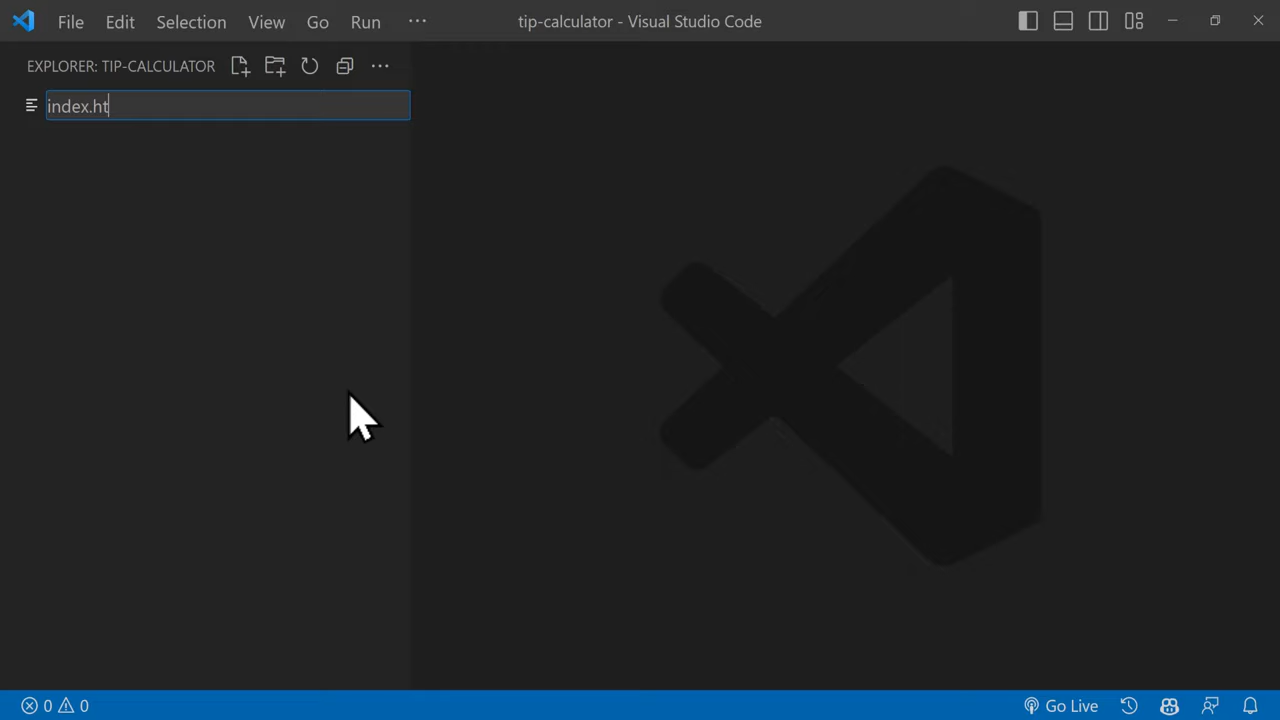 File Edit Selection View Go Run ··· tip-calculator - Visual Studio Code
EXPLORER: TIP-CALCULATOR
index.ht
0 0 Go Live